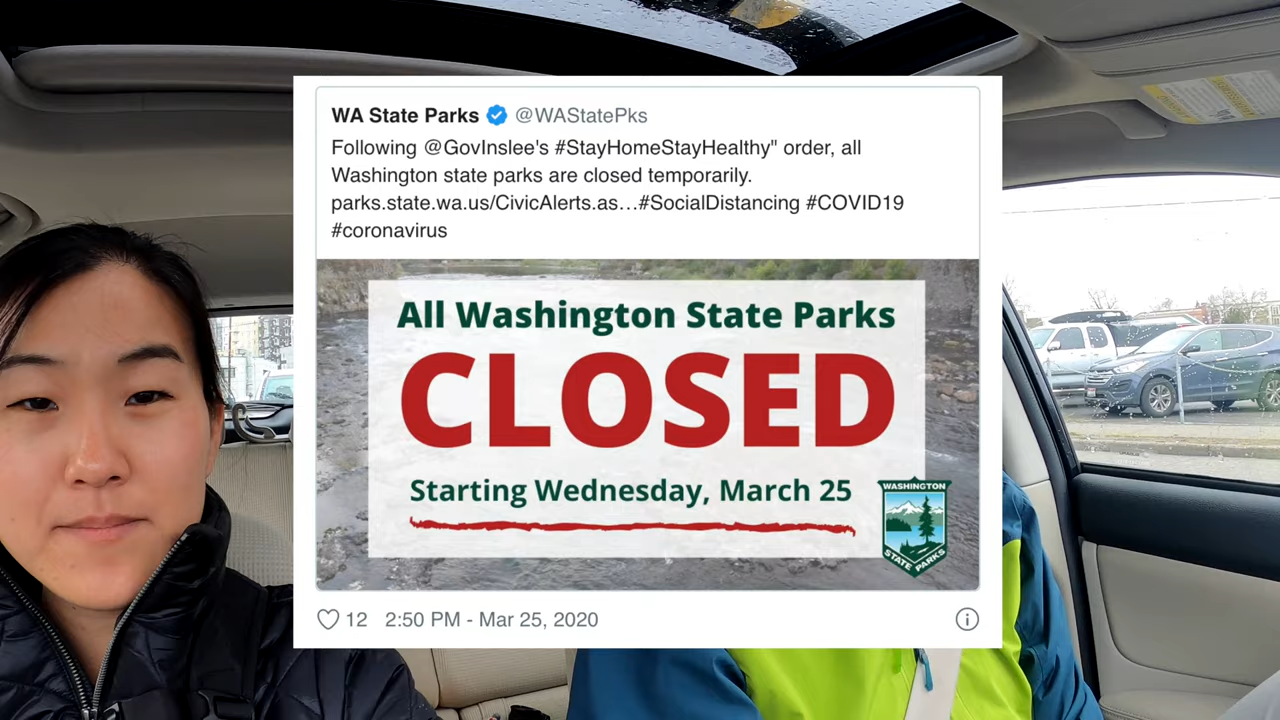 WA State Parks @WAStatePks
Following @GovInslee's #StayHomeStayHealthy" order, all
Washington state parks are closed temporarily.
parks.state.wa.us/CivicAlerts.as…#SocialDistancing #COVID19
#coronavirus
All Washington State Parks
CLOSED
Starting Wednesday, March 25
WASHINGTON
STATE PARKS
12 2:50 PM - Mar 25, 2020